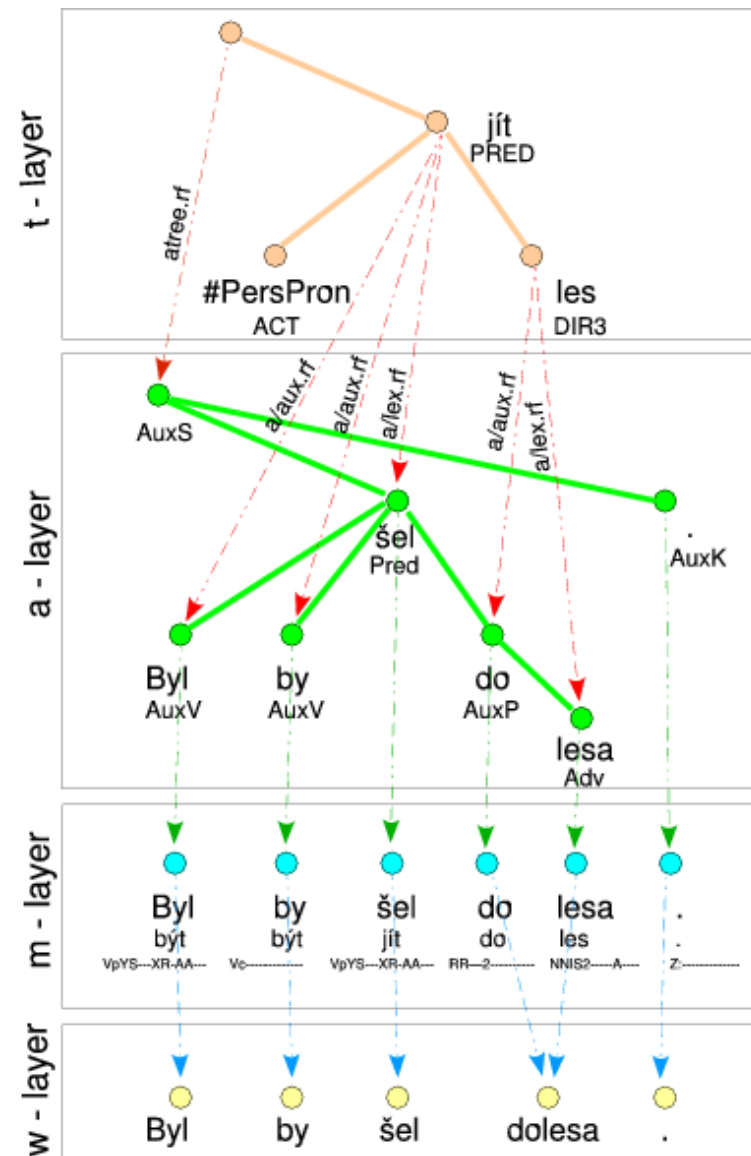 t - layer
jít
PRED
atree.rf
#PersPron
ACT
les
DIR3
a/aux.rf
a/aux.rf
a/lex.rf
a/aux.rf
a/lex.rf
a - layer
AuxS
šel
Pred
.
AuxK
Byl
AuxV
by
AuxV
do
AuxP
lesa
Adv
m - layer
Byl by šel do lesa .
být být jít do les .
VpYS---XR-AA--- Vc------------- VpYS---XR-AA--- RR--2---------- NNIS2-----A---- Z:-------------
w - layer
Byl by šel dolesa .